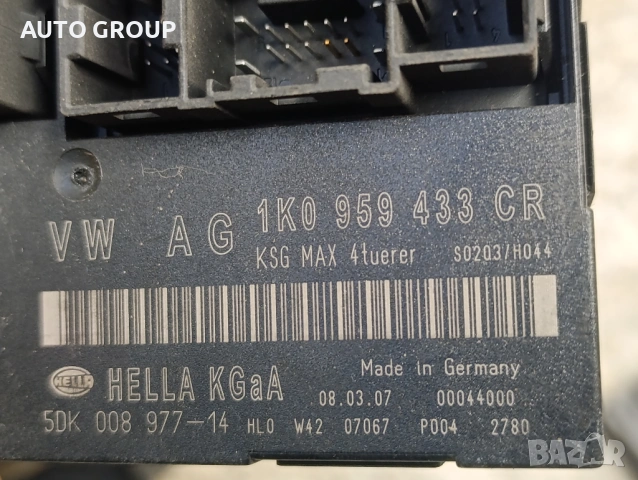 AUTO GROUP
VW AG 1K0 959 433 CR
KSG MAX 4tuerer S0203/H044
HELLA
HELLA KGaA
Made in Germany
08.03.07 00044000
5DK 008 977-14 HL0 W42 07067 P004 2780
BAZAR